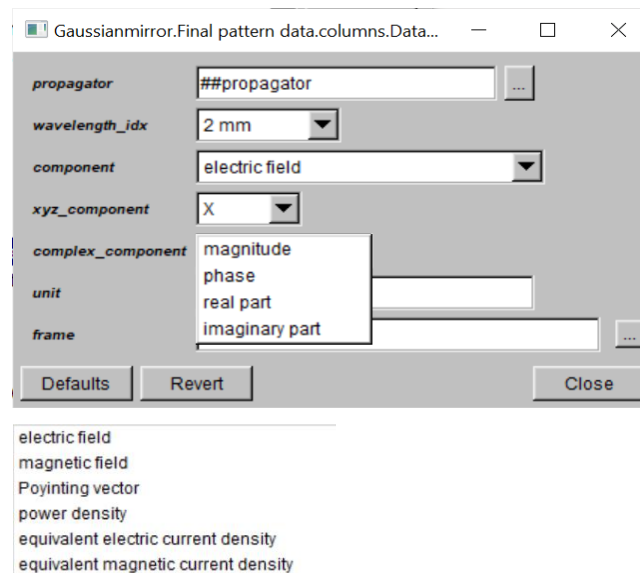 Gaussianmirror.Final pattern data.columns.Data...
propagator ##propagator ...
wavelength_idx 2 mm
component electric field
xyz_component X
complex_component magnitude
phase
unit real part
imaginary part
frame ...
Defaults Revert Close
electric field
magnetic field
Poyinting vector
power density
equivalent electric current density
equivalent magnetic current density